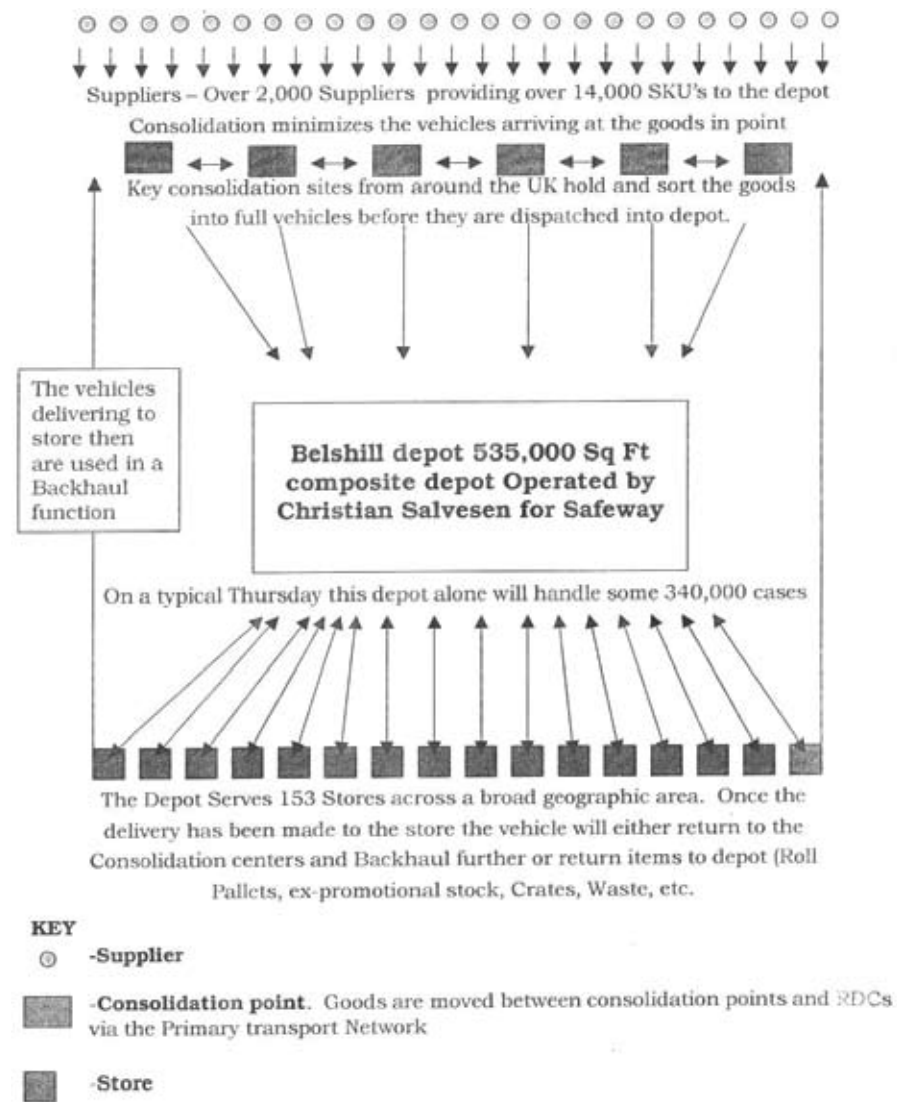 Suppliers – Over 2,000 Suppliers providing over 14,000 SKU's to the depot
Consolidation minimizes the vehicles arriving at the goods in point
Key consolidation sites from around the UK hold and sort the goods
into full vehicles before they are dispatched into depot.
The vehicles
delivering to
store then
are used in a
Backhaul
function
Belshill depot 535,000 Sq Ft
composite depot Operated by
Christian Salvesen for Safeway
On a typical Thursday this depot alone will handle some 340,000 cases
The Depot Serves 153 Stores across a broad geographic area. Once the
delivery has been made to the store the vehicle will either return to the
Consolidation centers and Backhaul further or return items to depot (Roll
Pallets, ex-promotional stock, Crates, Waste, etc.
KEY
-Supplier
-Consolidation point. Goods are moved between consolidation points and RDCs
via the Primary transport Network
-Store